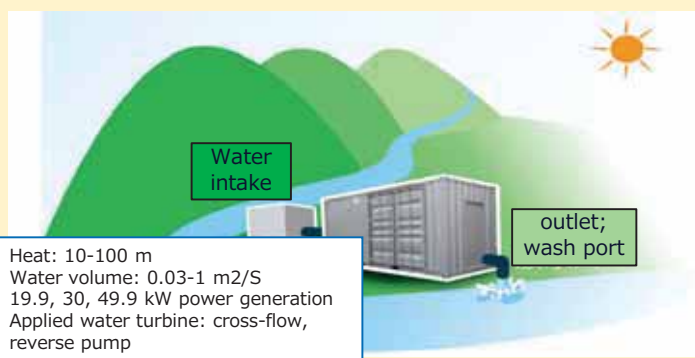 Water
intake
outlet;
wash port
Heat: 10-100 m
Water volume: 0.03-1 m2/S
19.9, 30, 49.9 kW power generation
Applied water turbine: cross-flow,
reverse pump